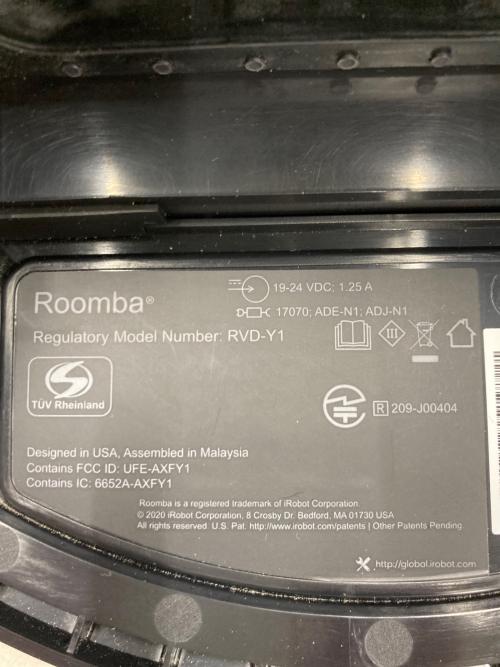 Roomba®
19-24 VDC; 1.25 A
17070; ADE-N1; ADJ-N1
Regulatory Model Number: RVD-Y1
III
TÜV Rheinland
R 209-J00404
Designed in USA, Assembled in Malaysia
Contains FCC ID: UFE-AXFY1
Contains IC: 6652A-AXFY1
Roomba is a registered trademark of iRobot Corporation.
© 2020 iRobot Corporation, 8 Crosby Dr. Bedford, MA 01730 USA
All rights reserved. U.S. Pat. http://www.irobot.com/patents | Other Patents Pending
http://global.irobot.com